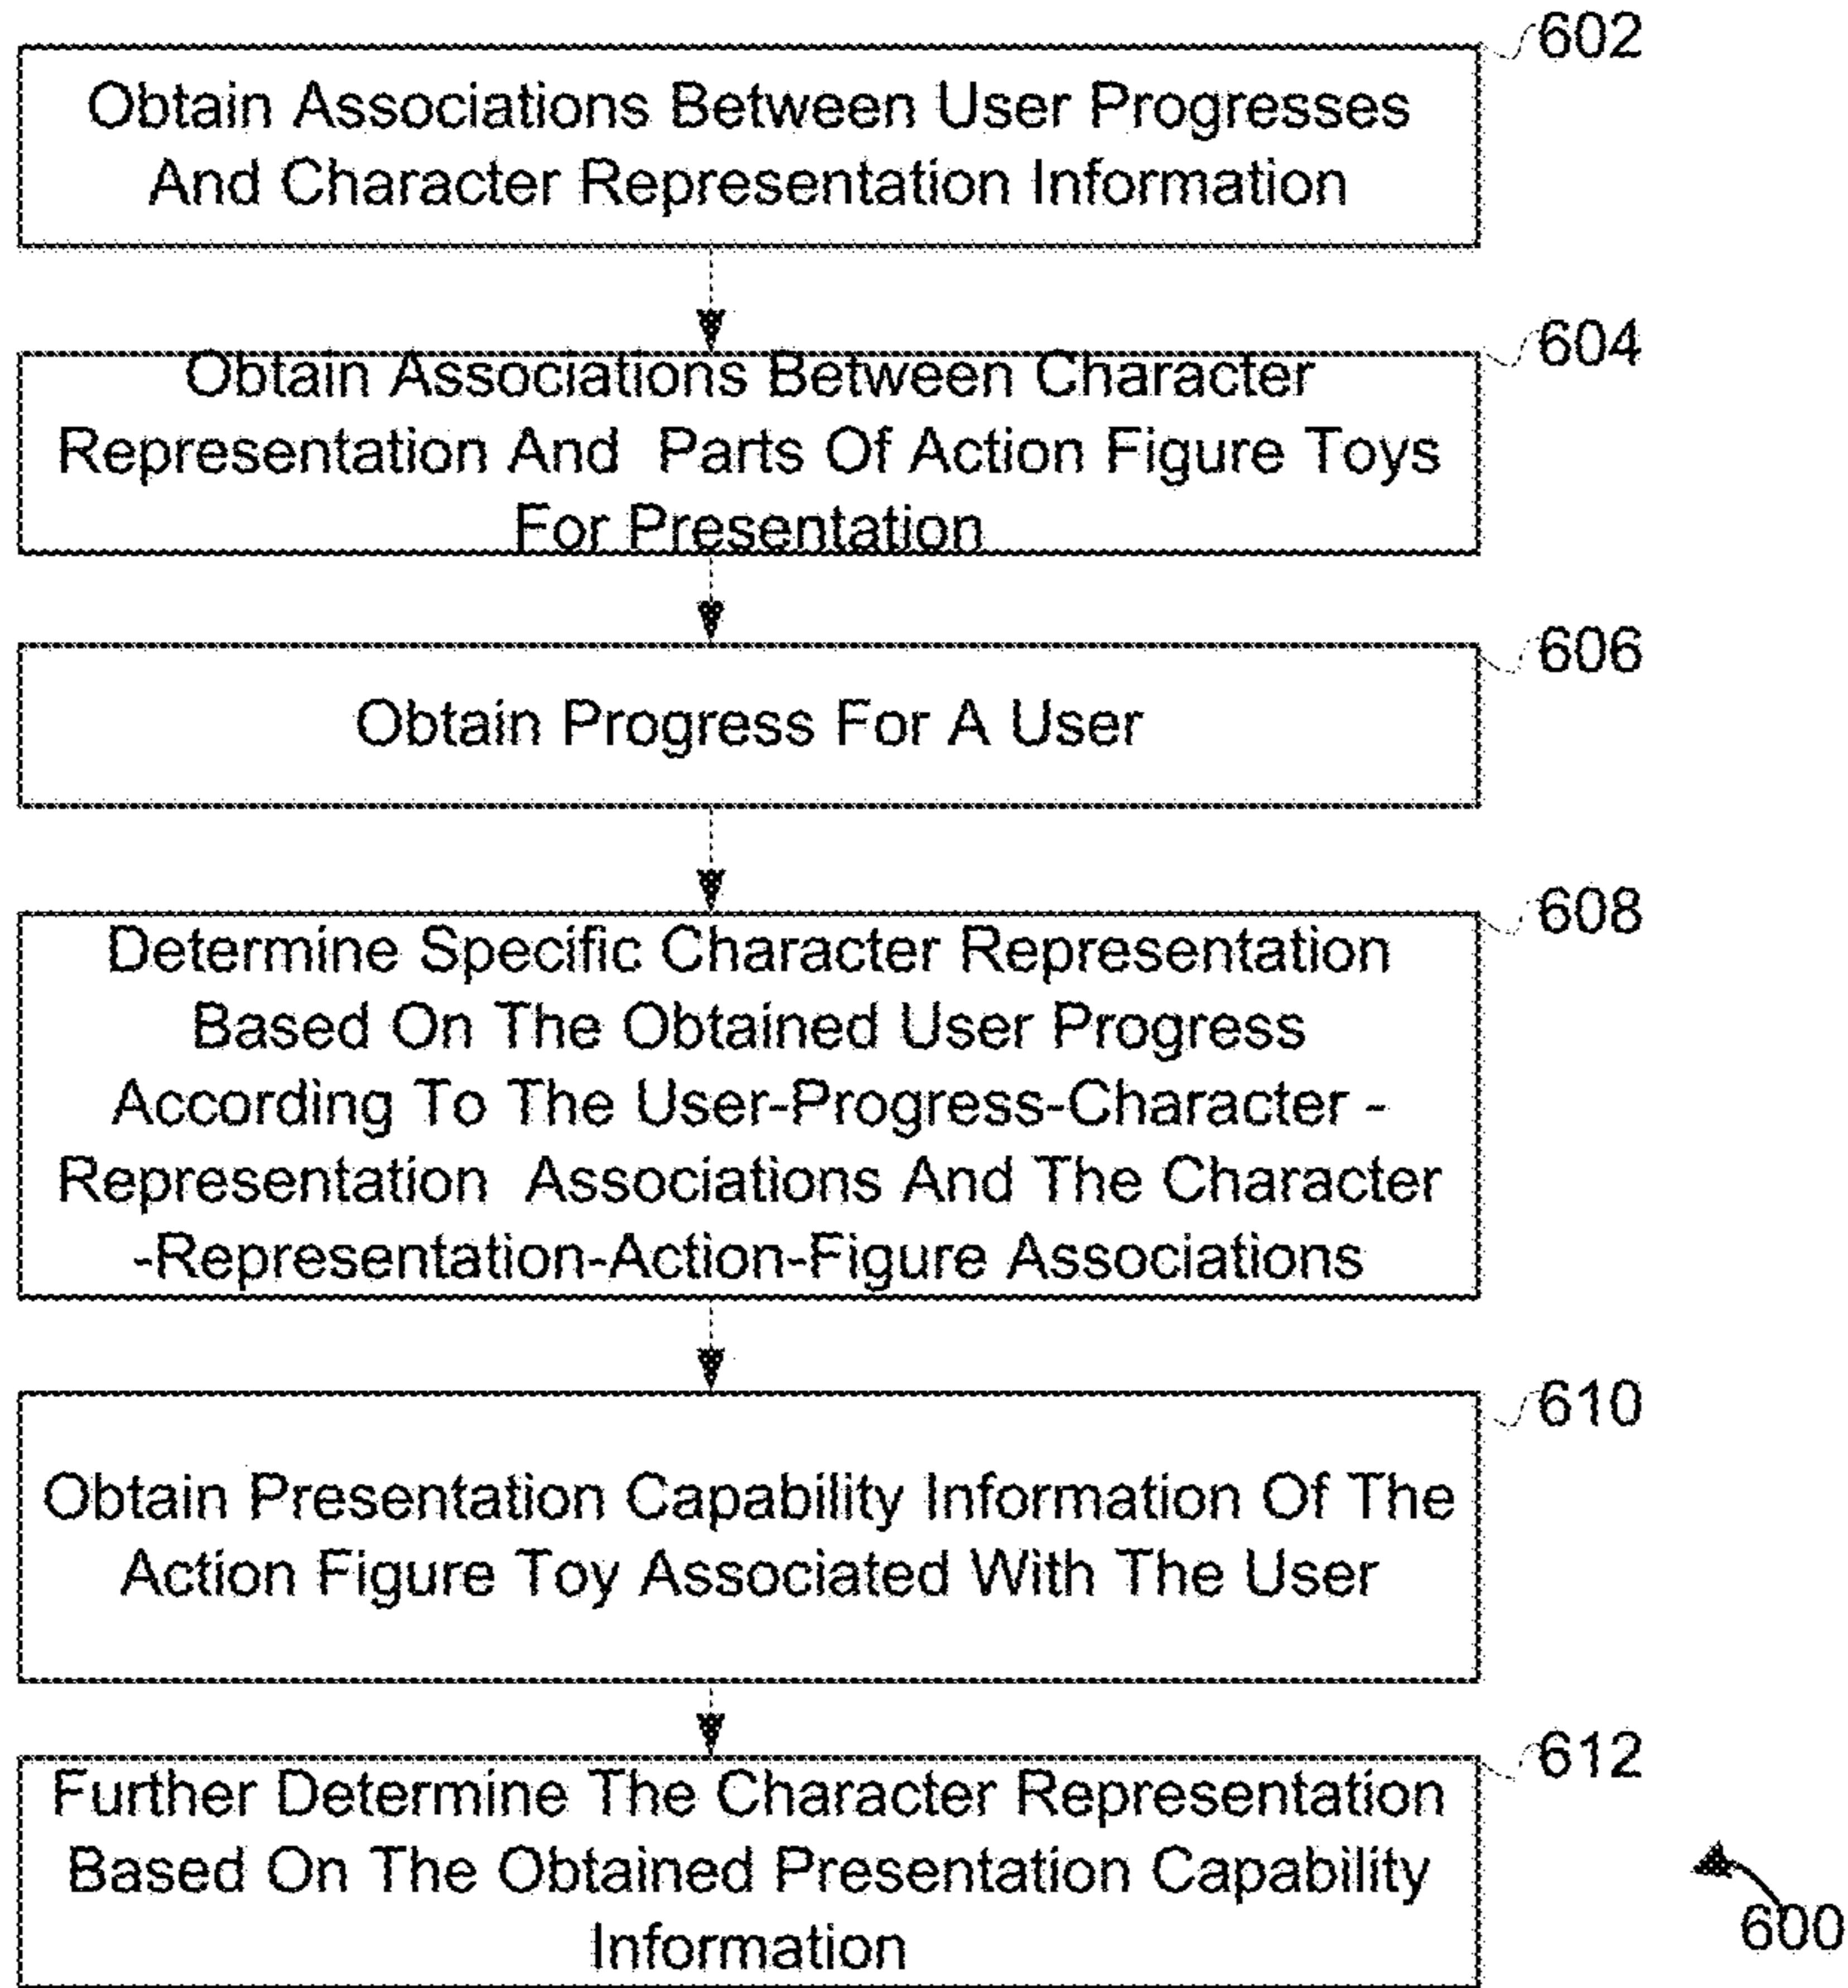 602
Obtain Associations Between User Progresses
And Character Representation Information
604
Obtain Associations Between Character
Representation And Parts Of Action Figure Toys
For Presentation
606
Obtain Progress For A User
608
Determine Specific Character Representation
Based On The Obtained User Progress
According To The User-Progress-Character -
Representation Associations And The Character
-Representation-Action-Figure Associations
610
Obtain Presentation Capability Information Of The
Action Figure Toy Associated With The User
612
Further Determine The Character Representation
Based On The Obtained Presentation Capability
Information
600